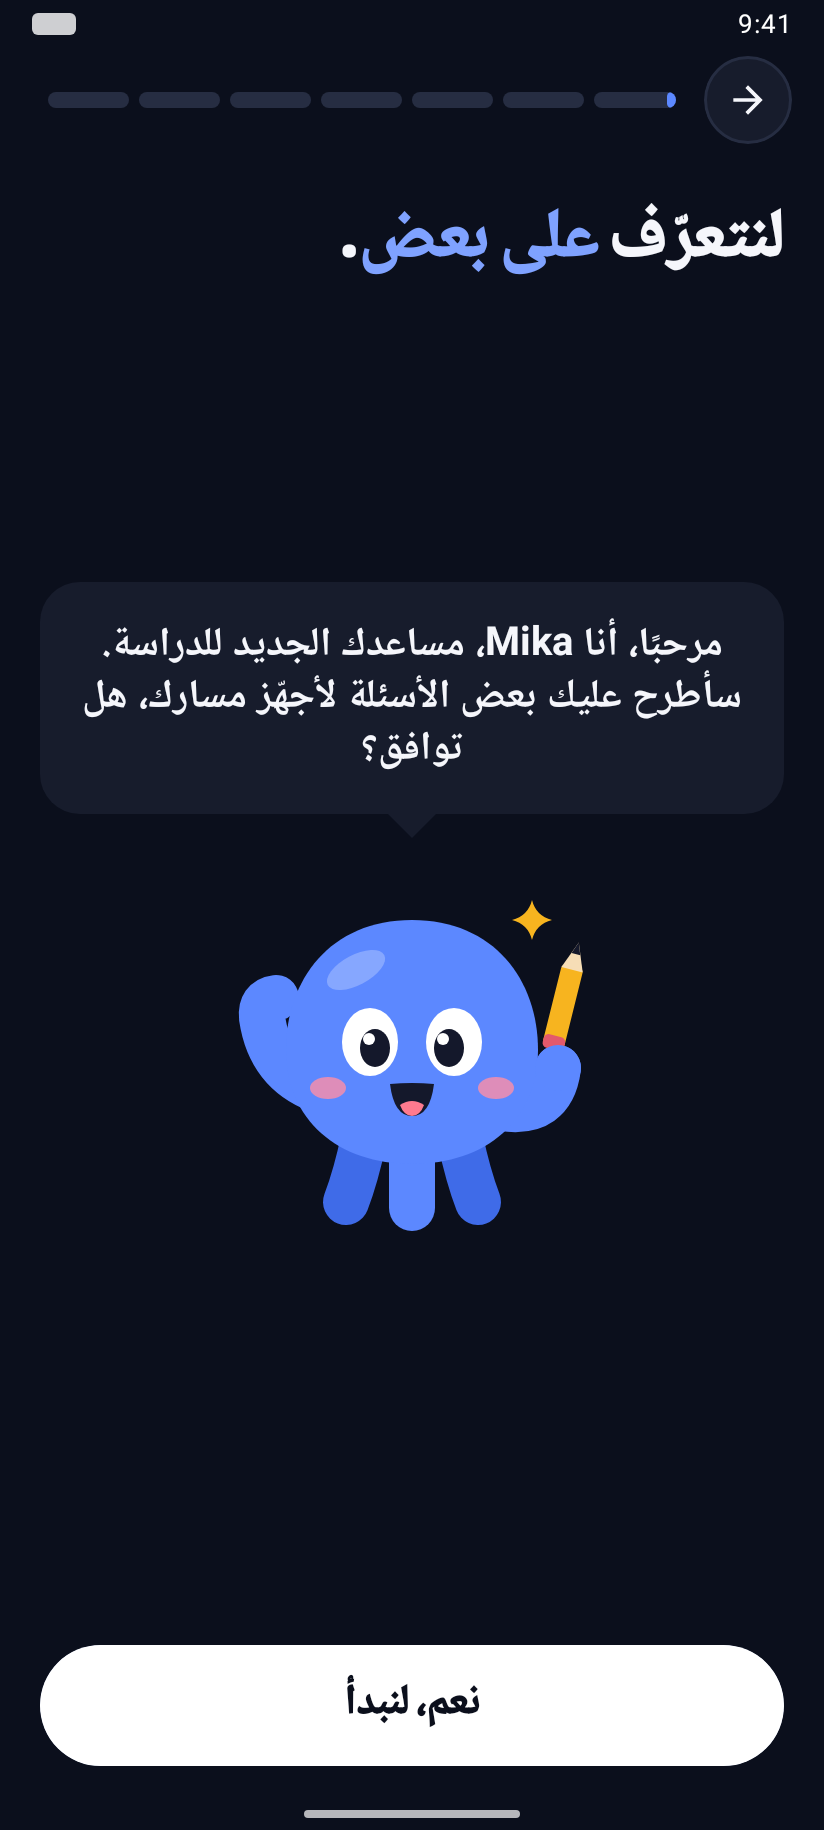 9:41
لنتعرّف على بعض.
مرحبًا، أنا Mika، مساعدك الجديد للدراسة.
سأطرح عليك بعض الأسئلة لأجهّز مسارك، هل
توافق؟
نعم، لنبدأ